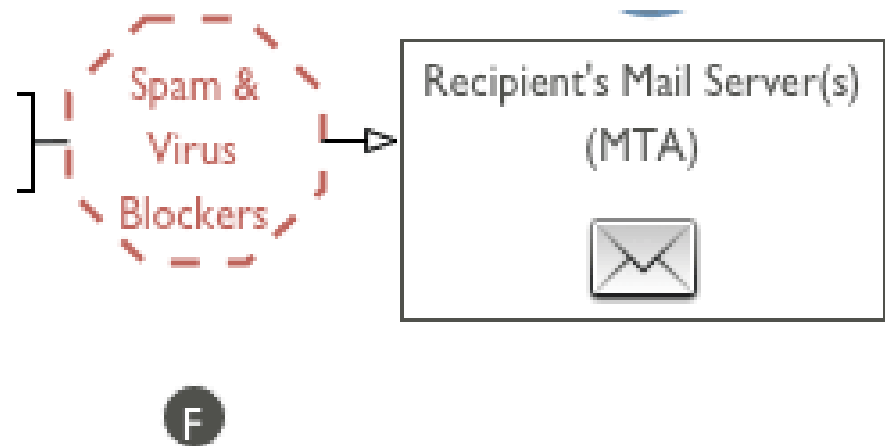 Spam &
Virus
Blockers
Recipient's Mail Server(s)
(MTA)
F